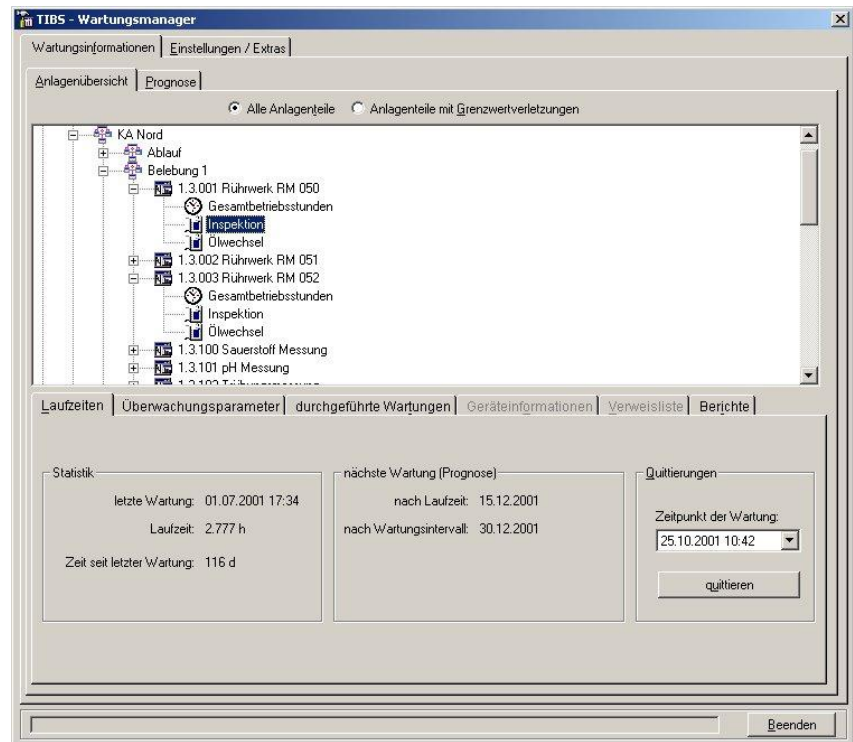 TIBS - Wartungsmanager
Wartungsinformationen Einstellungen / Extras
Anlagenübersicht Prognose
Alle Anlagenteile Anlagenteile mit Grenzwertverletzungen
KA Nord
Ablauf
Belebung 1
1.3.001 Rührwerk RM 050
Gesamtbetriebsstunden
Inspektion
Ölwechsel
1.3.002 Rührwerk RM 051
1.3.003 Rührwerk RM 052
Gesamtbetriebsstunden
Inspektion
Ölwechsel
1.3.100 Sauerstoff Messung
1.3.101 pH Messung
Laufzeiten Überwachungsparameter durchgeführte Wartungen Geräteinformationen Verweisliste Berichte
Statistik nächste Wartung (Prognose) Quittierungen
letzte Wartung: 01.07.2001 17:34 nach Laufzeit: 15.12.2001
Zeitpunkt der Wartung:
Laufzeit: 2.777 h nach Wartungsintervall: 30.12.2001
25.10.2001 10:42
Zeit seit letzter Wartung: 116 d
quittieren
Beenden